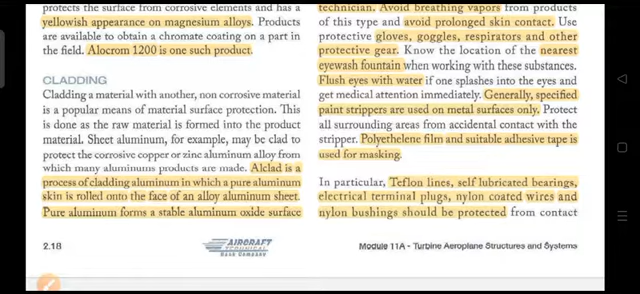 protects the surface from corrosive elements and has a
yellowish appearance on magnesium alloys. Products
are available to obtain a chromate coating on a part
in the field. Alocrom 1200 is one such product.
CLADDING
Cladding a material with another, non corrosive material
is a popular means of material surface protection. This
is done as the raw material is formed into the product
material. Sheet aluminum, for example, may be clad to
protect the corrosive copper or zinc aluminum alloy from
which many aluminums products are made. Alclad is a
process of cladding aluminum in which a pure aluminum
skin is rolled onto the face of an alloy aluminum sheet.
Pure aluminum forms a stable aluminum oxide surface
technician. Avoid breathing vapors from products
of this type and avoid prolonged skin contact. Use
protective gloves, goggles, respirators and other
protective gear. Know the location of the nearest
eyewash fountain when working with these substances.
Flush eyes with water if one splashes into the eyes and
get medical attention immediately. Generally, specified
paint strippers are used on metal surfaces only. Protect
all surrounding areas from accidental contact with the
stripper. Polyethelene film and suitable adhesive tape is
used for masking.
In particular, Teflon lines, self lubricated bearings,
electrical terminal plugs, nylon coated wires and
nylon bushings should be protected from contact
2.18
AIRCRAFT
TECHNICAL
BOOK COMPANY
Module 11A - Turbine Aeroplane Structures and Systems